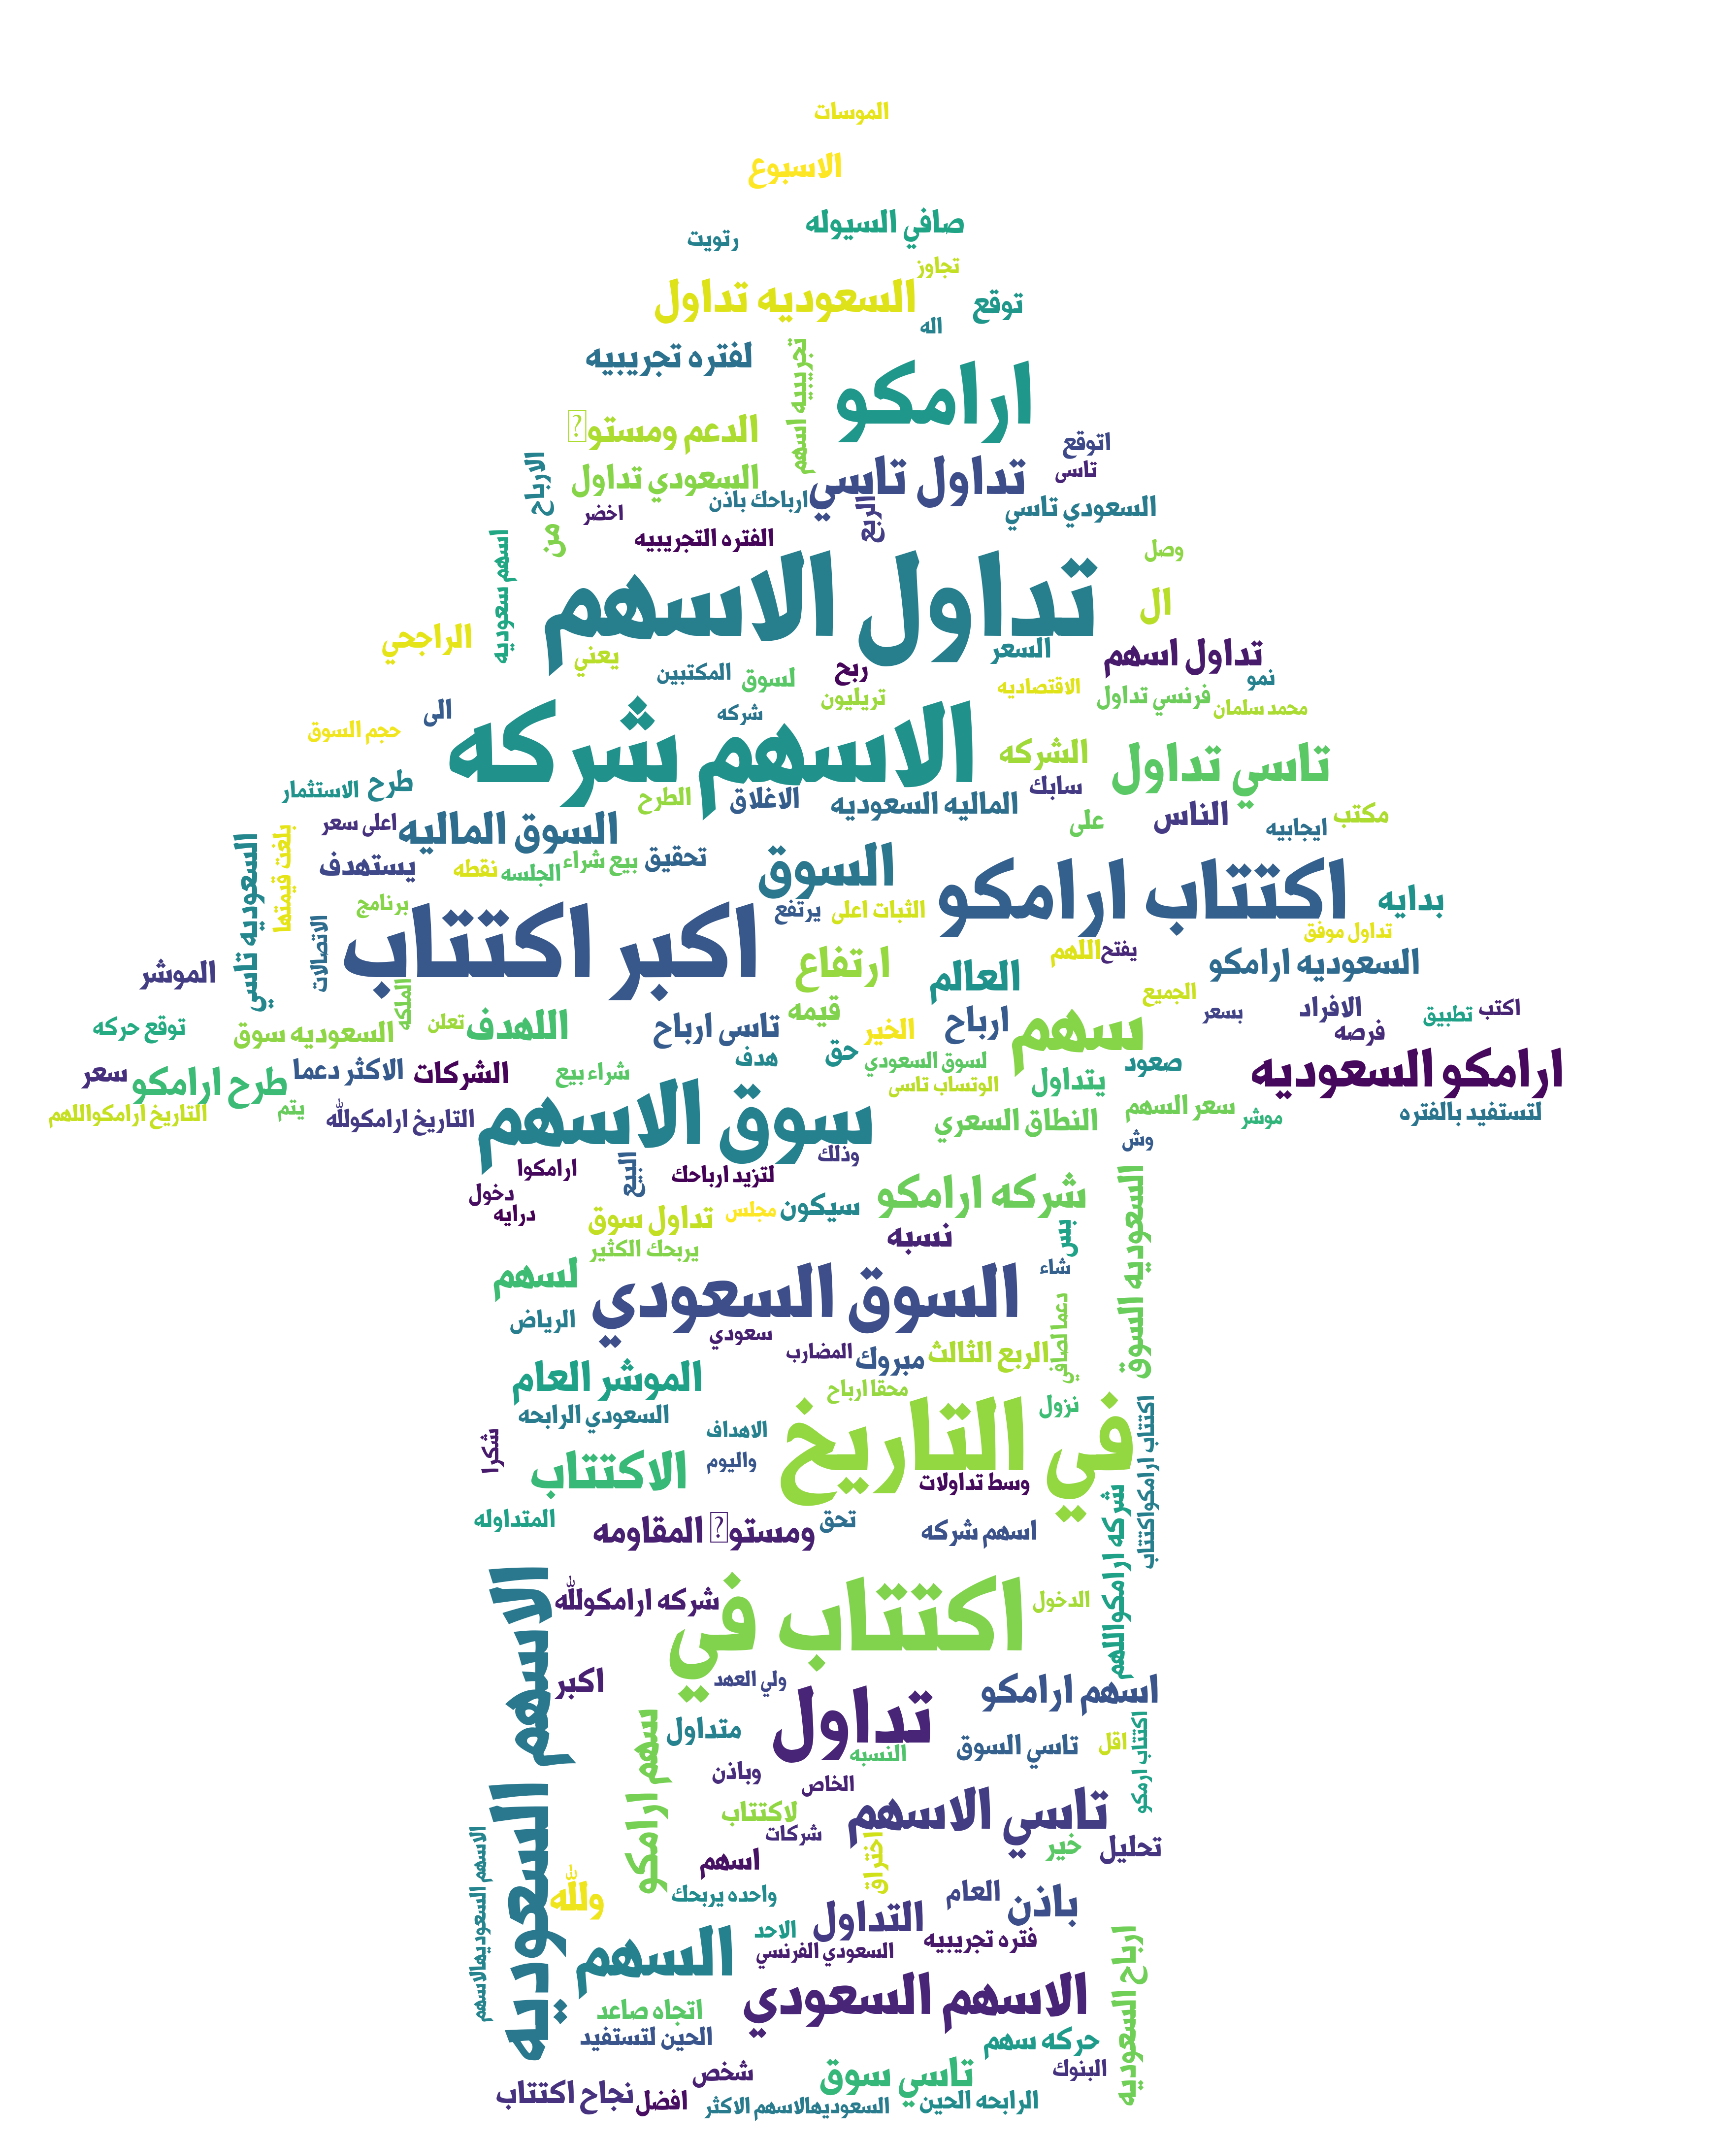 الموسات
الاسبوع
صافي السيوله
رتويت
تجاوز
السعوديه تداول
توقع
اله
لفتره تجريبيه
تجريبيه اسهم
ارامكو
الدعم ومستو
اتوقع
تداول تاسي
تاسى
السعودي تداول
الارباح
ارباحك باذن
الربع
السعودي تاسي
اخضر
من
الفتره التجريبيه
اسهم سعوديه
وصل
تداول الاسهم
ال
الراجحي
يعني
السعر
تداول اسهم
المكتبين
لسوق
ربح
نمو
الاقتصاديه
تريليون
فرنسي تداول
محمد سلمان
الى
شركه
حجم السوق
الاسهم شركه
الشركه
تاسي تداول
طرح
الاستثمار
سابك
الطرح
الاغلاق
الماليه السعوديه
الناس
على
مكتب
ايجابيه
اعلى سعر
السوق الماليه
بلغت قيمتها
السعوديه تاسي
يستهدف
نقطه
الجلسه
بيع شراء
تحقيق
السوق
اكتتاب ارامكو
بدايه
برنامج
اكبر اكتتاب
يرتفع
الثبات اعلى
الاتصالات
تداول موفق
اللهم
يفتح
الموشر
ارتفاع
العالم
السعوديه ارامكو
الملكه
الجميع
توقع حركه
السعوديه سوق
تعلن
اللهدف
تاسى ارباح
قيمه
الخير
ارباح
سهم
بسعر
الافراد
فرصه
تطبيق
اكتب
سعر
طرح ارامكو
الاكثر دعما
الشركات
شراء بيع
هدف
حق
لسوق السعودي
صعود
ارامكو السعوديه
الوتساب تاسي
يتداول
التاريخ ارامكواللهم
يتم
التاريخ ارامكولله
سوق الاسهم
النطاق السعري
سعر السهم
موشر
لتستفيد بالفتره
وش
وذلك
ارامكوا
البيع
لتزيد ارباحك
دخول
درايه
شركه ارامكو
السعوديه السوق
تداول سوق
مجلس
سيكون
نسبه
بس
يربحك الكثير
لسهم
السوق السعودي
شاء
الرياض
سعودي
دعما لصافي
المضارب
مبروك
الربع الثالث
الموشر العام
محقا ارباح
نزول
السعودي الرابحه
الاهداف
في التاريخ
اكتتاب ارامكواكتتاب
شكرا
الاكتتاب
واليوم
وسط تداولات
المتداوله
ومستو المقاومه
تحق
اسهم شركه
شركه ارامكواللهم
الاسهم السعوديه
شركه ارامكولله
اكتتاب في
الدخول
اكبر
ولي العهد
اسهم ارامكو
تداول
سهم ارامكو
متداول
النسبه
تاسي السوق
اقل
اكتتاب ارمكو
وباذن
الخاص
لاكتتاب
تاسي الاسهم
شركات
اختراق
خير
تحليل
الاسهم السعوديهالاسهم
اسهم
ولله
واحده يربحك
العام
باذن
التداول
الاحد
السهم
السعودي الفرنسي
فتره تجريبيه
ارباح السعوديه
الاسهم السعودي
اتجاه صاعد
الحين لتستفيد
حركه سهم
البنوك
شخص
تاسي سوق
نجاح اكتتاب
افضل
السعوديهالاسهم الاكثر
الرابحه الحين